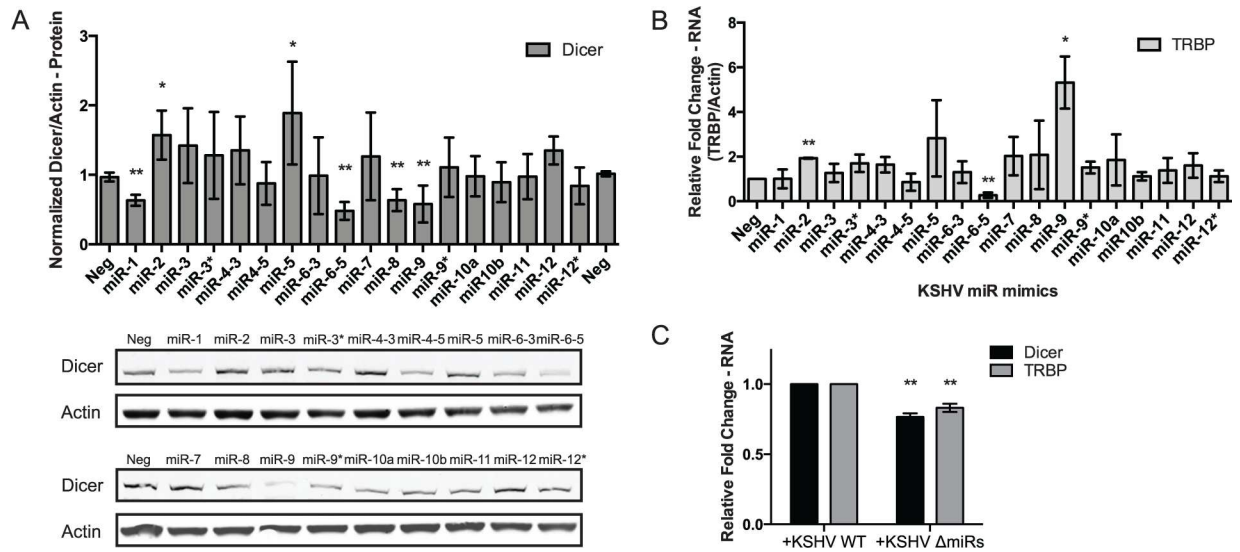 A
Normalized Dicer/Actin - Protein
3
2
1
0
Dicer
**
*
*
**
**
**
Neg
miR-1
miR-2
miR-3
miR-3*
miR-4-3
miR4-5
miR-5
miR-6-3
miR-6-5
miR-7
miR-8
miR-9
miR-9*
miR-10a
miR10b
miR-11
miR-12
miR-12*
Neg
Neg miR-1 miR-2 miR-3 miR-3* miR-4-3 miR-4-5 miR-5 miR-6-3 miR-6-5
Dicer
Actin
Neg miR-7 miR-8 miR-9 miR-9* miR-10a miR-10b miR-11 miR-12 miR-12*
Dicer
Actin
B
Relative Fold Change - RNA
(TRBP/Actin)
8
6
4
2
0
TRBP
**
**
*
Neg
miR-1
miR-2
miR-3
miR-3*
miR-4-3
miR-4-5
miR-5
miR-6-3
miR-6-5
miR-7
miR-8
miR-9
miR-9*
miR-10a
miR10b
miR-11
miR-12
miR-12*
KSHV miR mimics
C
Relative Fold Change - RNA
1.0
0.5
0.0
Dicer
TRBP
** **
+KSHV WT +KSHV ΔmiRs